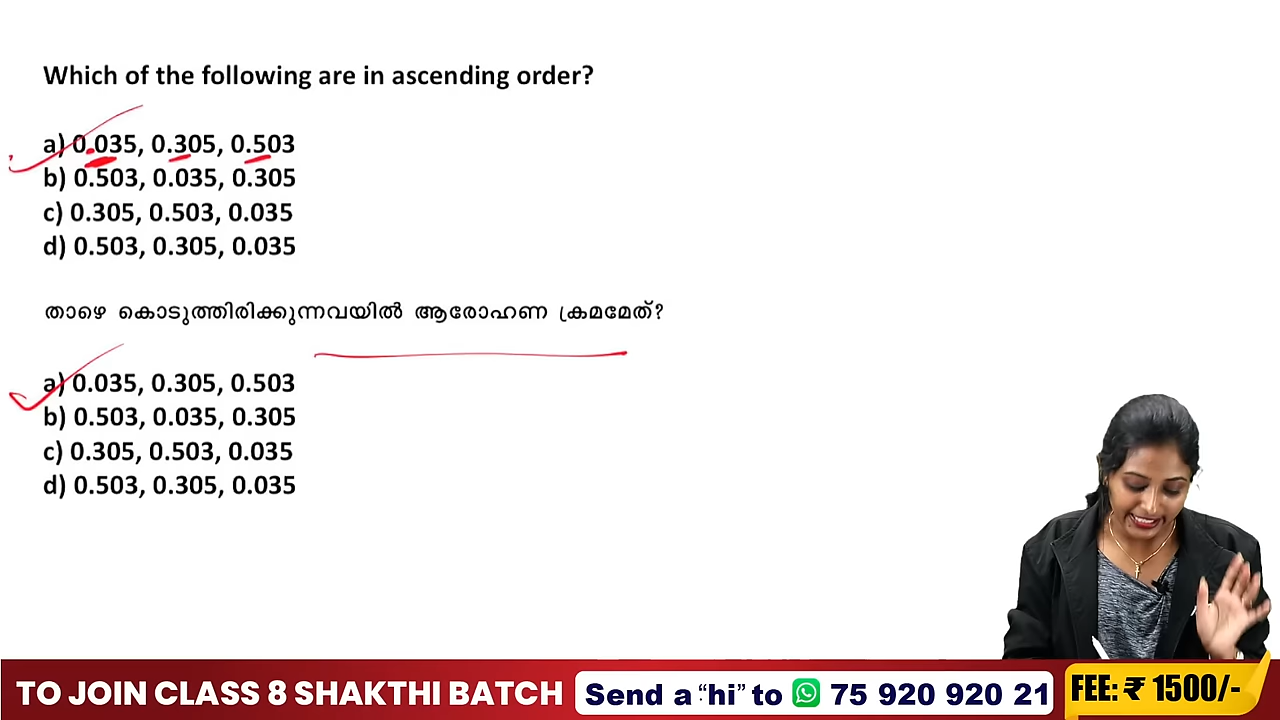 Which of the following are in ascending order?
a) 0.035, 0.305, 0.503
b) 0.503, 0.035, 0.305
c) 0.305, 0.503, 0.035
d) 0.503, 0.305, 0.035
താഴെ കൊടുത്തിരിക്കുന്നവയിൽ ആരോഹണ ക്രമമേത്?
a) 0.035, 0.305, 0.503
b) 0.503, 0.035, 0.305
c) 0.305, 0.503, 0.035
d) 0.503, 0.305, 0.035
TO JOIN CLASS 8 SHAKTHI BATCH Send a “hi” to 75 920 920 21 FEE: ₹ 1500/-